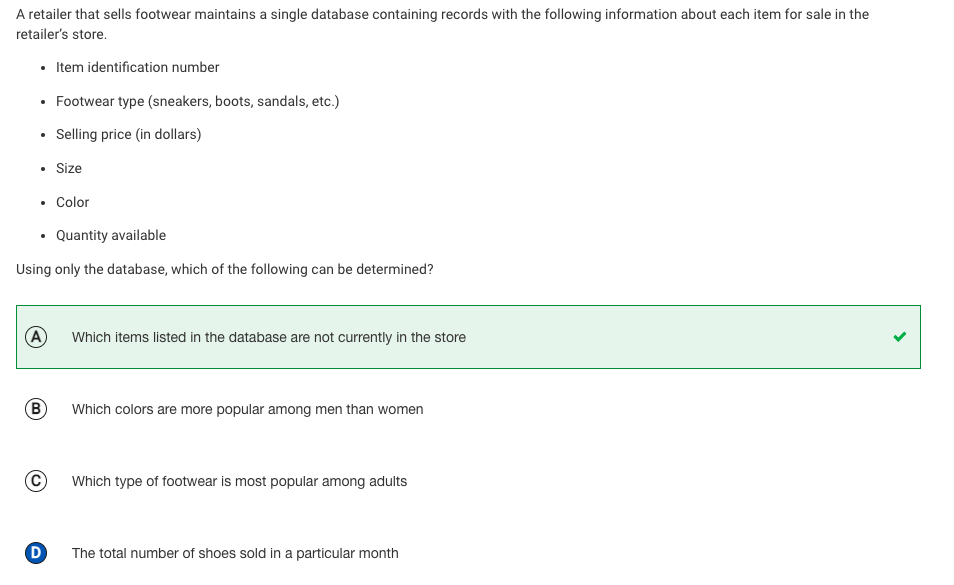 A retailer that sells footwear maintains a single database containing records with the following information about each item for sale in the
retailer's store.
• Item identification number
• Footwear type (sneakers, boots, sandals, etc.)
• Selling price (in dollars)
• Size
• Color
• Quantity available
Using only the database, which of the following can be determined?
A Which items listed in the database are not currently in the store
B Which colors are more popular among men than women
C Which type of footwear is most popular among adults
D The total number of shoes sold in a particular month